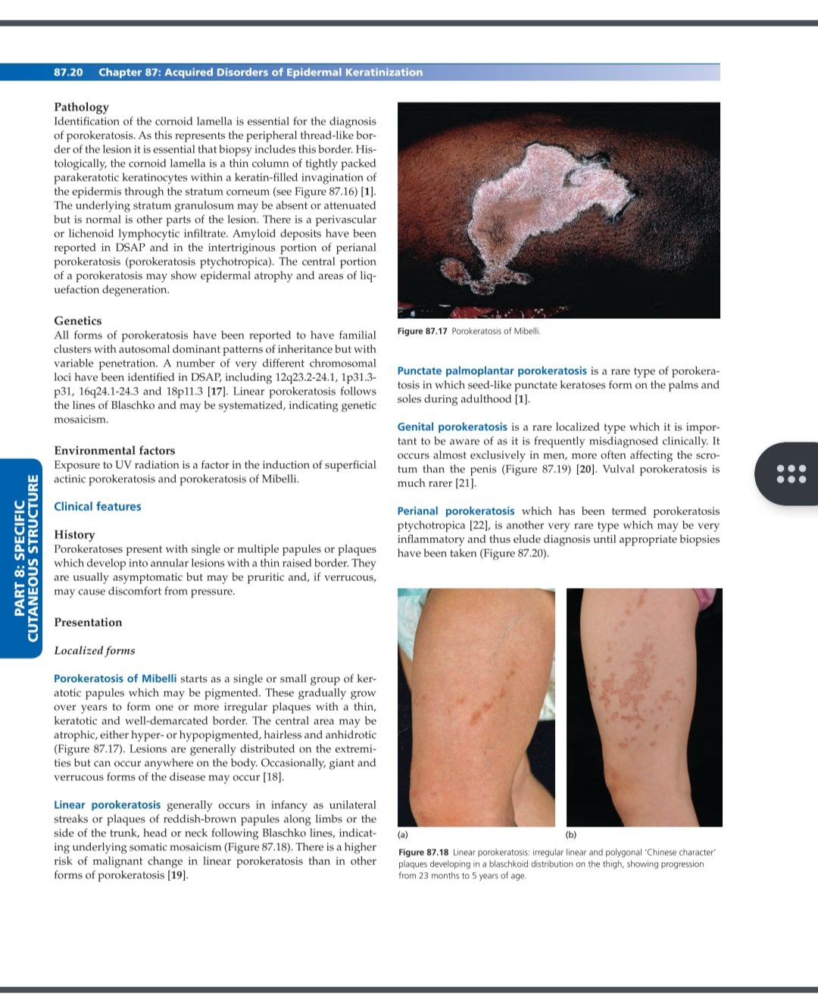 87.20 Chapter 87: Acquired Disorders of Epidermal Keratinization
PART 8: SPECIFIC
CUTANEOUS STRUCTURE
Pathology
Identification of the cornoid lamella is essential for the diagnosis
of porokeratosis. As this represents the peripheral thread-like bor-
der of the lesion it is essential that biopsy includes this border. His-
tologically, the cornoid lamella is a thin column of tightly packed
parakeratotic keratinocytes within a keratin-filled invagination of
the epidermis through the stratum corneum (see Figure 87.16) [1].
The underlying stratum granulosum may be absent or attenuated
but is normal is other parts of the lesion. There is a perivascular
or lichenoid lymphocytic infiltrate. Amyloid deposits have been
reported in DSAP and in the intertriginous portion of perianal
porokeratosis (porokeratosis ptychotropica). The central portion
of a porokeratosis may show epidermal atrophy and areas of liq-
uefaction degeneration.
Genetics
All forms of porokeratosis have been reported to have familial
clusters with autosomal dominant patterns of inheritance but with
variable penetration. A number of very different chromosomal
loci have been identified in DSAP, including 12q23.2-24.1, 1p31.3-
p31, 16q24.1-24.3 and 18p11.3 [17]. Linear porokeratosis follows
the lines of Blaschko and may be systematized, indicating genetic
mosaicism.
Environmental factors
Exposure to UV radiation is a factor in the induction of superficial
actinic porokeratosis and porokeratosis of Mibelli.
Clinical features
History
Porokeratoses present with single or multiple papules or plaques
which develop into annular lesions with a thin raised border. They
are usually asymptomatic but may be pruritic and, if verrucous,
may cause discomfort from pressure.
Presentation
Localized forms
Porokeratosis of Mibelli starts as a single or small group of ker-
atotic papules which may be pigmented. These gradually grow
over years to form one or more irregular plaques with a thin,
keratotic and well-demarcated border. The central area may be
atrophic, either hyper- or hypopigmented, hairless and anhidrotic
(Figure 87.17). Lesions are generally distributed on the extremi-
ties but can occur anywhere on the body. Occasionally, giant and
verrucous forms of the disease may occur [18].
Linear porokeratosis generally occurs in infancy as unilateral
streaks or plaques of reddish-brown papules along limbs or the
side of the trunk, head or neck following Blaschko lines, indicat-
ing underlying somatic mosaicism (Figure 87.18). There is a higher
risk of malignant change in linear porokeratosis than in other
forms of porokeratosis [19].
Figure 87.17 Porokeratosis of Mibelli.
Punctate palmoplantar porokeratosis is a rare type of porokera-
tosis in which seed-like punctate keratoses form on the palms and
soles during adulthood [1].
Genital porokeratosis is a rare localized type which it is impor-
tant to be aware of as it is frequently misdiagnosed clinically. It
occurs almost exclusively in men, more often affecting the scro-
tum than the penis (Figure 87.19) [20]. Vulval porokeratosis is
much rarer [21].
Perianal porokeratosis which has been termed porokeratosis
ptychotropica [22], is another very rare type which may be very
inflammatory and thus elude diagnosis until appropriate biopsies
have been taken (Figure 87.20).
(a) (b)
Figure 87.18 Linear porokeratosis: irregular linear and polygonal ‘Chinese character’
plaques developing in a blaschkoid distribution on the thigh, showing progression
from 23 months to 5 years of age.